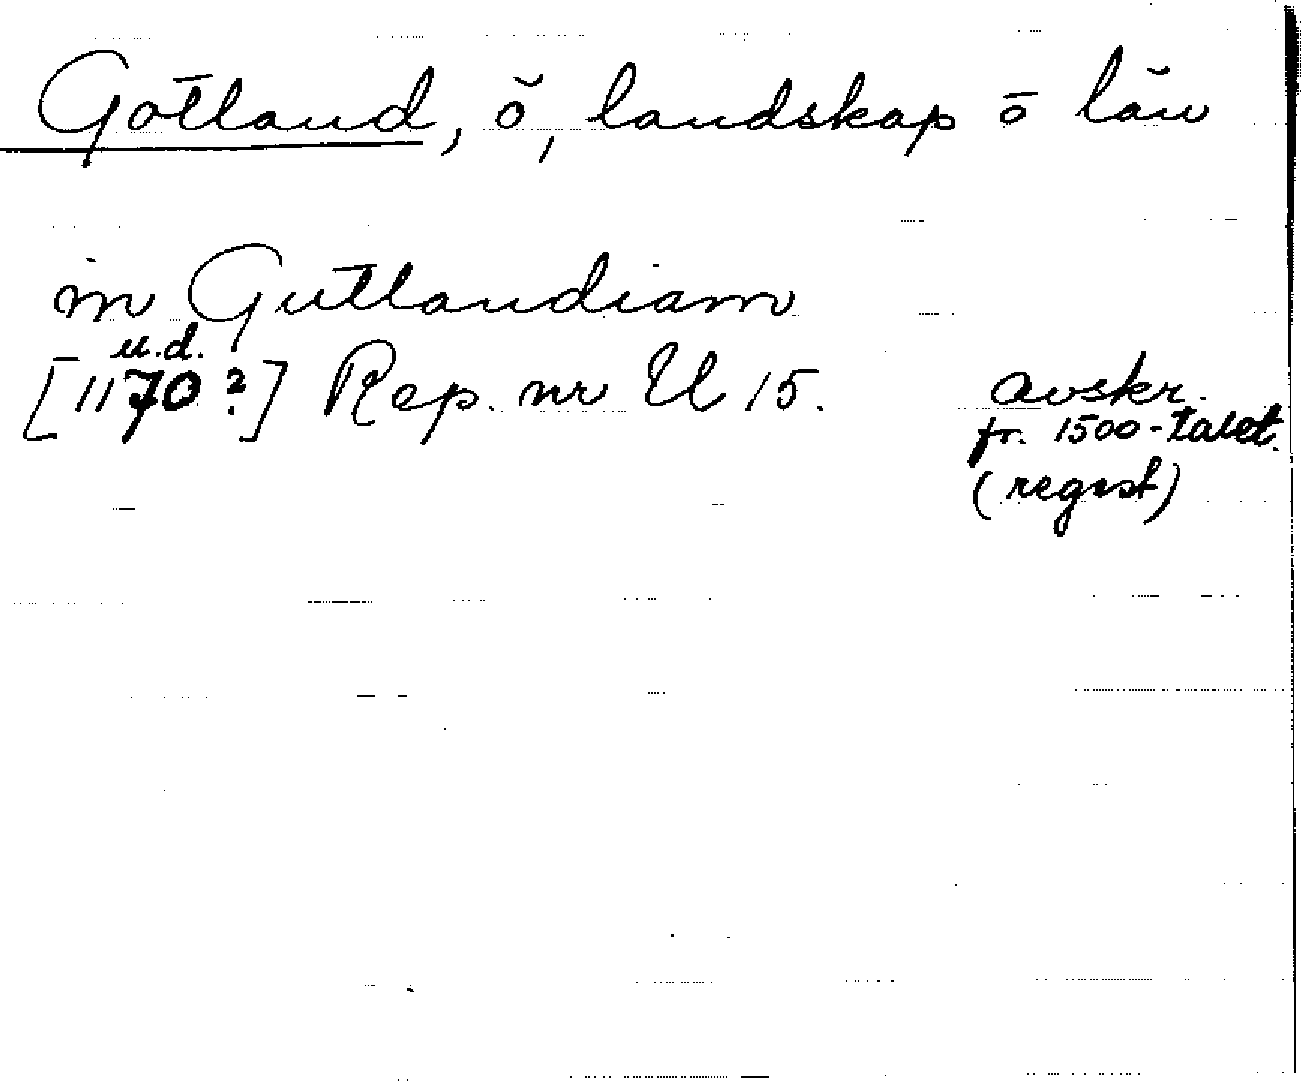 Gotland, ö, landskap o län
in Gutlandiam
u.d.
[1170?] Rep. nr U 15.
avskr.
fr. 1500-talet.
(regest)